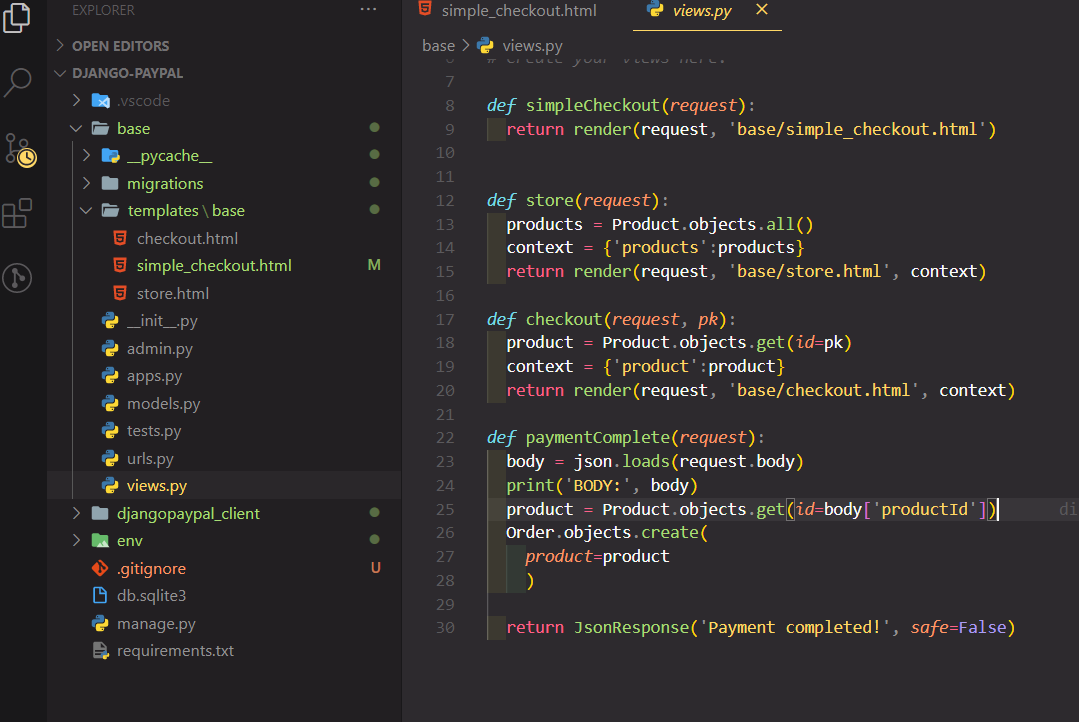 EXPLORER
···
OPEN EDITORS
DJANGO-PAYPAL
.vscode
base
__pycache__
migrations
templates \ base
checkout.html
simple_checkout.html M
store.html
__init__.py
admin.py
apps.py
models.py
tests.py
urls.py
views.py
djangopaypal_client
env
.gitignore U
db.sqlite3
manage.py
requirements.txt
simple_checkout.html
views.py
base > views.py
6 # Create your views here.
7
8 def simpleCheckout(request):
9 return render(request, 'base/simple_checkout.html')
10
11
12 def store(request):
13 products = Product.objects.all()
14 context = {'products':products}
15 return render(request, 'base/store.html', context)
16
17 def checkout(request, pk):
18 product = Product.objects.get(id=pk)
19 context = {'product':product}
20 return render(request, 'base/checkout.html', context)
21
22 def paymentComplete(request):
23 body = json.loads(request.body)
24 print('BODY:', body)
25 product = Product.objects.get(id=body['productId']) di
26 Order.objects.create(
27 product=product
28 )
29
30 return JsonResponse('Payment completed!', safe=False)